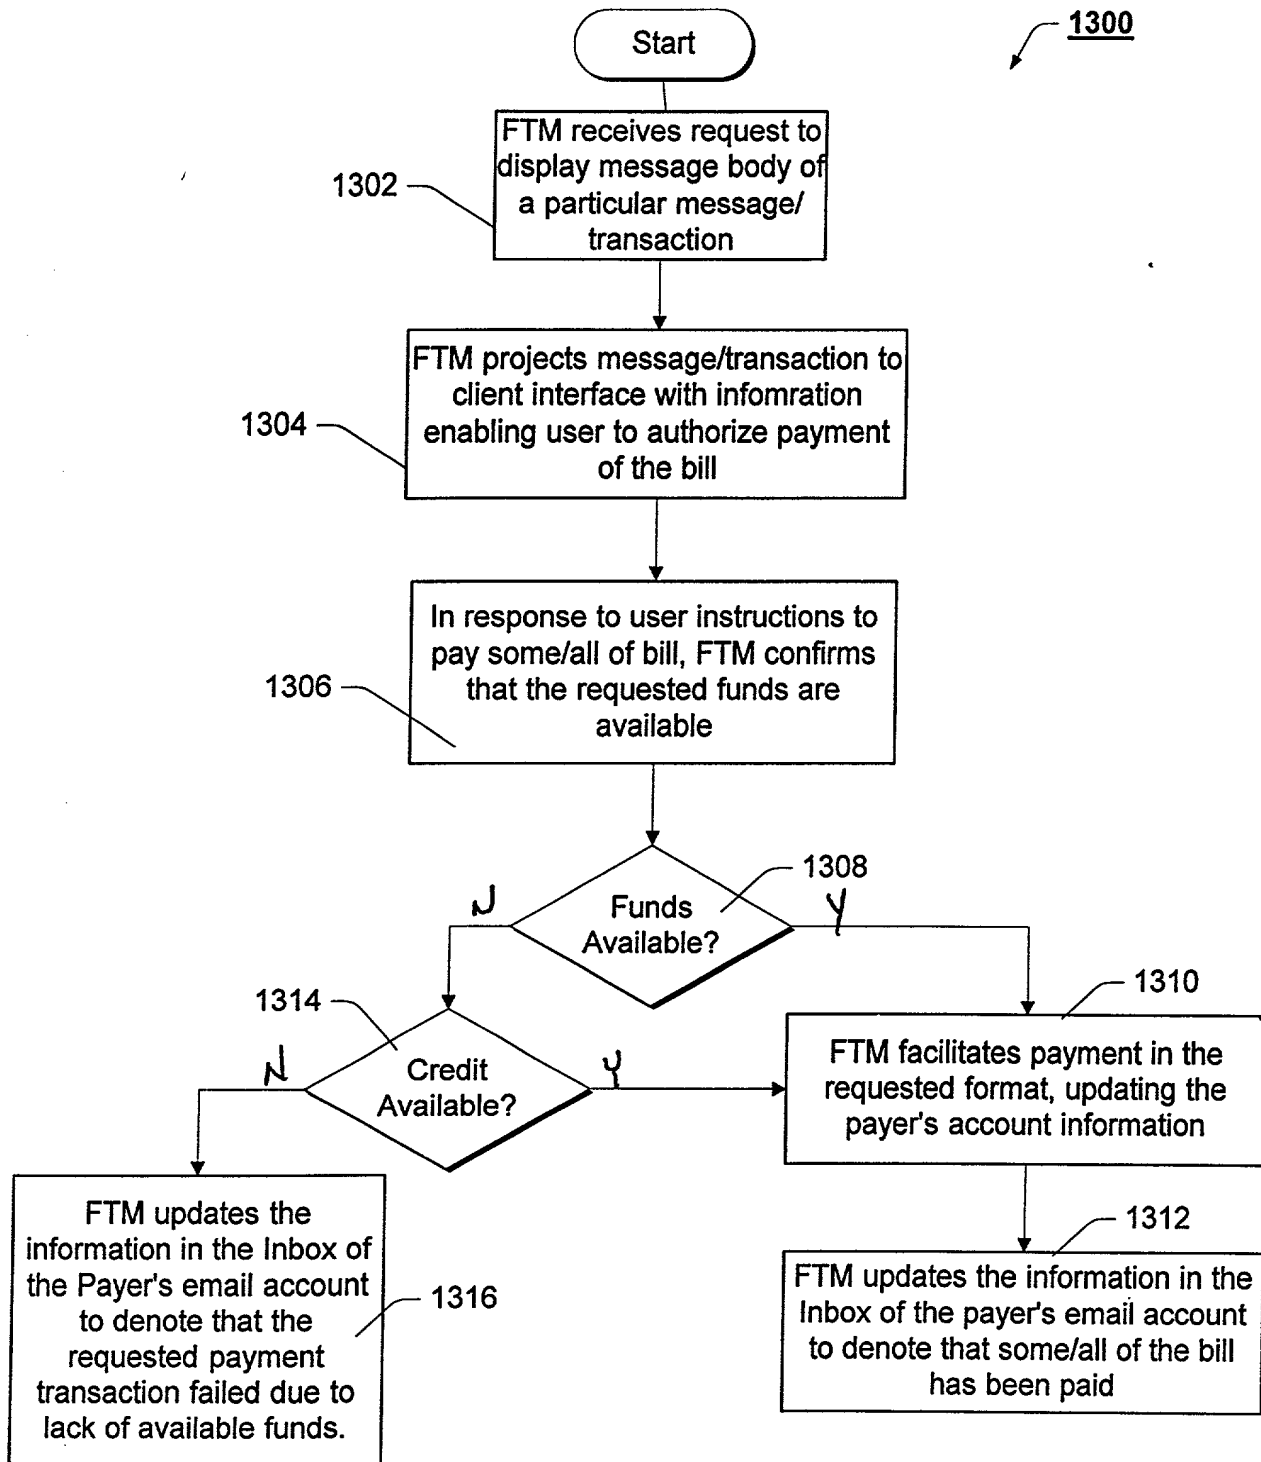 Start
1300
FTM receives request to
display message body of
a particular message/
transaction
1302
FTM projects message/transaction to
client interface with infomration
enabling user to authorize payment
of the bill
1304
In response to user instructions to
pay some/all of bill, FTM confirms
that the requested funds are
available
1306
1308
Funds
Available?
N
Y
1314
Credit
Available?
N
Y
1310
FTM facilitates payment in the
requested format, updating the
payer's account information
1312
FTM updates the information in the
Inbox of the payer's email account
to denote that some/all of the bill
has been paid
FTM updates the
information in the Inbox of
the Payer's email account
to denote that the
requested payment
transaction failed due to
lack of available funds.
1316